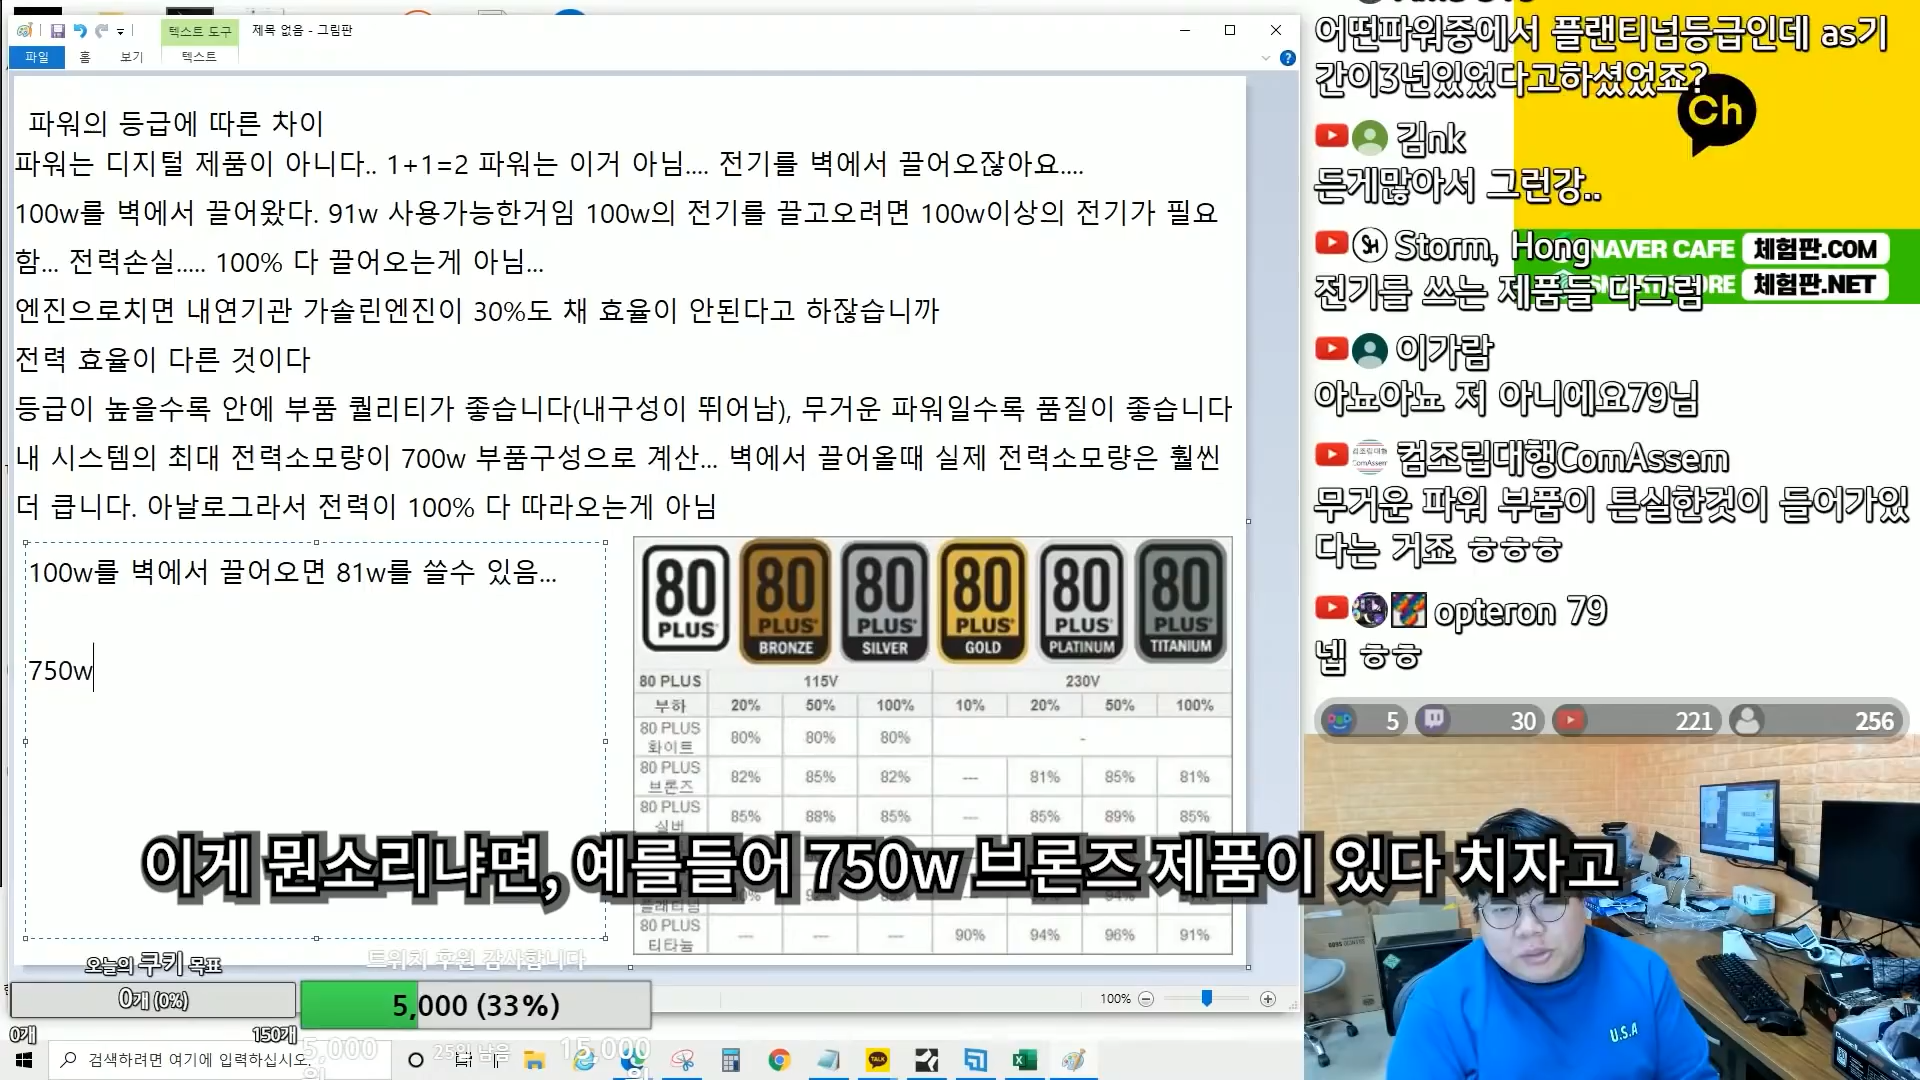 텍스트 도구
제목 없음 - 그림판
파일
홈
보기
텍스트
파워의 등급에 따른 차이
파워는 디지털 제품이 아니다.. 1+1=2 파워는 이거 아님.... 전기를 벽에서 끌어오잖아요....
100w를 벽에서 끌어왔다. 91w 사용가능한거임 100w의 전기를 끌고오려면 100w이상의 전기가 필요
함... 전력손실..... 100% 다 끌어오는게 아님...
엔진으로치면 내연기관 가솔린엔진이 30%도 채 효율이 안된다고 하잖습니까
전력 효율이 다른 것이다
등급이 높을수록 안에 부품 퀄리티가 좋습니다(내구성이 뛰어남), 무거운 파워일수록 품질이 좋습니다
내 시스템의 최대 전력소모량이 700w 부품구성으로 계산... 벽에서 끌어올때 실제 전력소모량은 훨씬
더 큽니다. 아날로그라서 전력이 100% 다 따라오는게 아님
100w를 벽에서 끌어오면 81w를 쓸수 있음...
750w
80 PLUS
80 PLUS BRONZE
80 PLUS SILVER
80 PLUS GOLD
80 PLUS PLATINUM
80 PLUS TITANIUM
80 PLUS 115V 230V
부하 20% 50% 100% 10% 20% 50% 100%
80 PLUS 화이트 80% 80% 80% -
80 PLUS 브론즈 82% 85% 82% --- 81% 85% 81%
80 PLUS 실버 85% 88% 85% --- 85% 89% 85%
플래티넘
80 PLUS 티타늄 --- --- --- 90% 94% 96% 91%
이게 뭔소리냐면, 예를들어 750w 브론즈 제품이 있다 치자고
오늘의 쿠키 목표
0개 (0%)
0개
150개
트위치 후원 감사합니다
5,000 (33%)
5,000
25일 남음
15,000
100%
검색하려면 여기에 입력하십시오.
TALK
어떤파워중에서 플랜티넘등급인데 as기
간이3년있었다고하셨었죠?
Ch
김nk
든게많아서 그런강..
NAVER CAFE 체험판.COM
체험판.NET
SH Storm, Hong
전기를 쓰는 제품들 다그럼
이가람
아뇨아뇨 저 아니에요79님
컴조립대행ComAssem
무거운 파워 부품이 튼실한것이 들어가있
다는 거죠 ㅎㅎㅎ
opteron 79
넵 ㅎㅎ
5
30
221
256
U.S.A